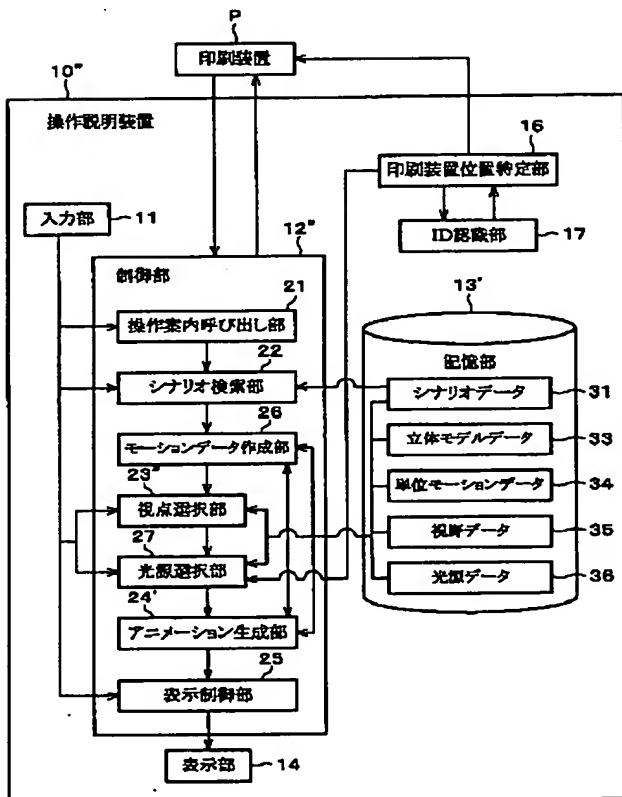 P
印刷装置
10"
操作説明装置
16
印刷装置位置特定部
入力部
11
ID認識部
17
12"
制御部
13'
21
操作案内呼び出し部
記憶部
22
シナリオ検索部
シナリオデータ
31
26
モーションデータ作成部
立体モデルデータ
33
23"
視点選択部
単位モーションデータ
34
27
光源選択部
視野データ
35
24'
アニメーション生成部
光源データ
36
25
表示制御部
表示部
14